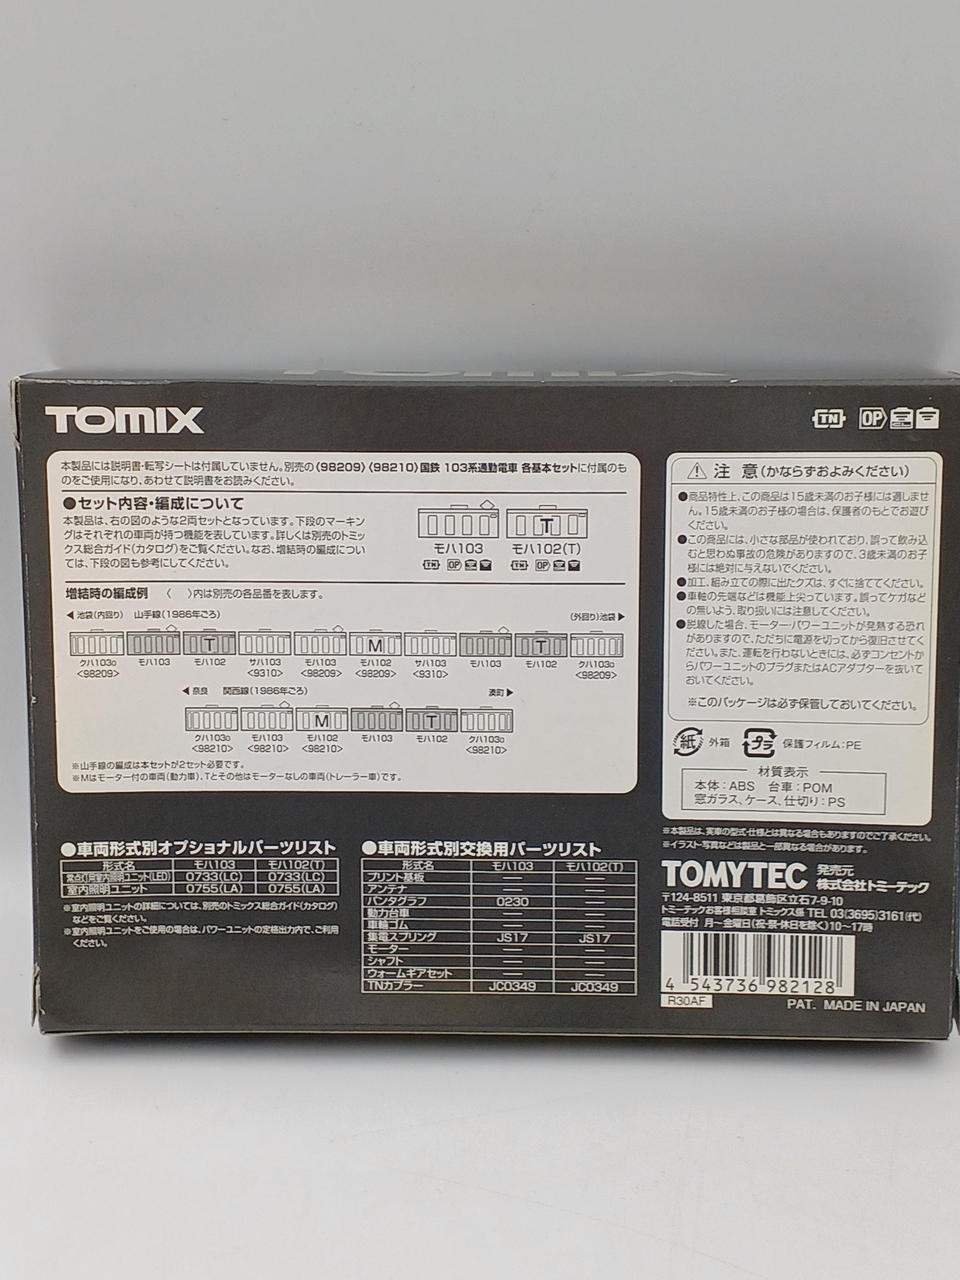 TOMIX
TN OP
本製品には説明書・転写シートは付属していません。別売の〈98209〉〈98210〉国鉄 103系通勤電車 各基本セットに付属のも
のをご使用になり、あわせて説明書をお読みください。
●セット内容・編成について
本製品は、右の図のような2両セットとなっています。下段のマーキン
グはそれぞれの車両が持つ機能を表しています。詳しくは別売のトミッ
クス総合ガイド(カタログ)をご覧ください。なお、増結時の編成につい
ては、下段の図も参考にしてください。
T
モハ103 モハ102(T)
TN OP TN OP
増結時の編成例 〈 〉内は別売の各品番を表します。
◀池袋(内回り) 山手線(1986年ごろ) (外回り)池袋▶
T M T
クハ103₀ モハ103 モハ102 サハ103 モハ103 モハ102 サハ103 モハ103 モハ102 クハ103₀
〈98209〉 〈9310〉 〈98209〉 〈98209〉 〈9310〉 〈98209〉
◀奈良 関西線(1986年ごろ) 湊町▶
M T
クハ103₀ モハ103 モハ102 モハ103 モハ102 クハ103₀
〈98210〉 〈98210〉 〈98210〉 〈98210〉
※山手線の編成は本セットが2セット必要です。
※Mはモーター付の車両(動力車)、Tとその他はモーターなしの車両(トレーラー車)です。
⚠ 注 意(かならずおよみください)
●商品特性上、この商品は15歳未満のお子様には適しませ
ん。15歳未満のお子様の場合は、保護者のもとでお遊び
ください。
●この商品には、小さな部品が使われており、誤って飲み込
むと思わぬ事故の危険がありますので、3歳未満のお子
様には絶対に与えないでください。
●加工、組み立ての際に出たクズは、すぐに捨ててください。
●車軸の先端などは機能上尖っています。誤ってケガなど
の無いよう、取り扱いには注意してください。
●脱線した場合、モーター・パワーユニットが発熱する恐れ
がありますので、ただちに電源を切ってから復旧させてく
ださい。また、運転を行わないときには、必ずコンセントか
らパワーユニットのプラグまたはACアダプターを抜いて
おいてください。
※このパッケージは必ず保管しておいてください。
紙 外箱 プラ 保護フィルム:PE
材質表示
本体:ABS 台車:POM
窓ガラス、ケース、仕切り:PS
●車両形式別オプショナルパーツリスト
形式名 モハ103 モハ102(T)
常点灯用室内照明ユニット(LED) 0733(LC) 0733(LC)
室内照明ユニット 0755(LA) 0755(LA)
※室内照明ユニットの詳細については、別売のトミックス総合ガイド(カタログ)
などをご覧ください。
※室内照明ユニットをご使用の場合は、パワーユニットの定格出力内で、ご利用
ください。
●車両形式別交換用パーツリスト
形式名 モハ103 モハ102(T)
プリント基板 — —
アンテナ — —
パンタグラフ 0230 —
動力台車 — —
車輪ゴム — —
集電スプリング JS17 JS17
モーター — —
シャフト — —
ウォームギアセット — —
TNカプラー JC0349 JC0349
※本製品は、実車の型式・仕様とは異なる場合もありますのでご了承ください。
※イラスト・写真などは製品と一部異なる場合があります。
TOMYTEC 発売元 株式会社トミーテック
〒124-8511 東京都葛飾区立石7-9-10
トミーテックお客様相談室 トミックス係 TEL 03(3695)3161(代)
電話受付 月〜金曜日(祝・祭・休日を除く)10〜17時
4 543736 982128
R30AF
PAT. MADE IN JAPAN